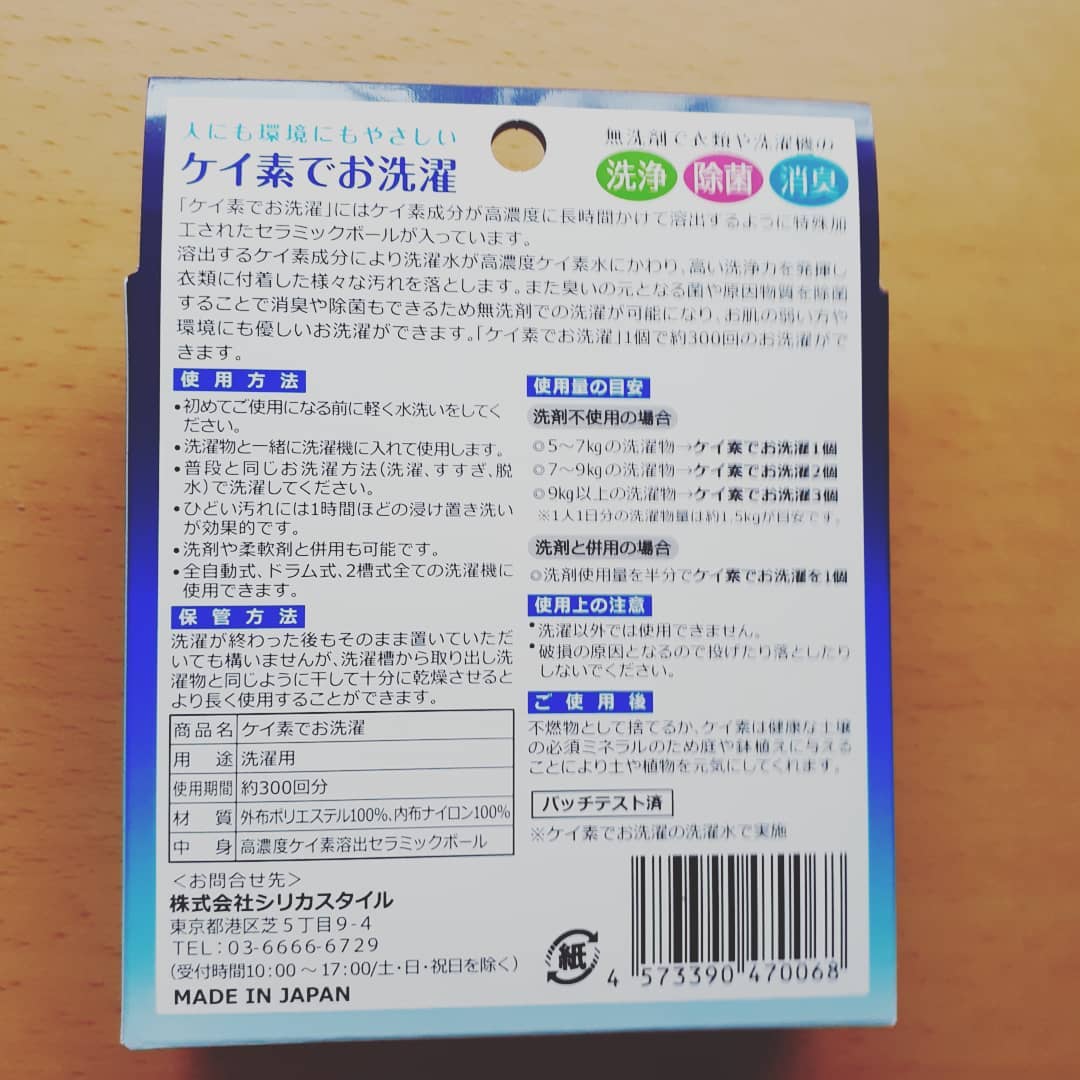 人にも環境にもやさしい
ケイ素でお洗濯
無洗剤で衣類や洗濯機の
洗浄 除菌 消臭
「ケイ素でお洗濯」にはケイ素成分が高濃度に長時間かけて溶出するように特殊加
工されたセラミックボールが入っています。
溶出するケイ素成分により洗濯水が高濃度ケイ素水にかわり、高い洗浄力を発揮し
衣類に付着した様々な汚れを落とします。また臭いの元となる菌や原因物質を除菌
することで消臭や除菌もできるため無洗剤での洗濯が可能になり、お肌の弱い方や
環境にも優しいお洗濯ができます。「ケイ素でお洗濯」1個で約300回のお洗濯がで
きます。
使用方法
•初めてご使用になる前に軽く水洗いをしてく
ださい。
•洗濯物と一緒に洗濯機に入れて使用します。
•普段と同じお洗濯方法(洗濯、すすぎ、脱
水)で洗濯してください。
•ひどい汚れには1時間ほどの浸け置き洗い
が効果的です。
•洗剤や柔軟剤と併用も可能です。
•全自動式、ドラム式、2槽式全ての洗濯機に
使用できます。
保管方法
洗濯が終わった後もそのまま置いていただ
いても構いませんが、洗濯槽から取り出し洗
濯物と同じように干して十分に乾燥させると
より長く使用することができます。
商品名 ケイ素でお洗濯
用途 洗濯用
使用期間 約300回分
材質 外布ポリエステル100%、内布ナイロン100%
中身 高濃度ケイ素溶出セラミックボール
＜お問合せ先＞
株式会社シリカスタイル
東京都港区芝5丁目9-4
TEL：03-6666-6729
(受付時間10:00～17:00/土・日・祝日を除く)
MADE IN JAPAN
使用量の目安
洗剤不使用の場合
◎5～7kgの洗濯物→ケイ素でお洗濯1個
◎7～9kgの洗濯物→ケイ素でお洗濯2個
◎9kg以上の洗濯物→ケイ素でお洗濯3個
※1人1日分の洗濯物量は約1.5kgが目安です。
洗剤と併用の場合
◎洗剤使用量を半分でケイ素でお洗濯を1個
使用上の注意
•洗濯以外では使用できません。
•破損の原因となるので投げたり落としたり
しないでください。
ご使用後
不燃物として捨てるか、ケイ素は健康な土壌
の必須ミネラルのため庭や鉢植えに与える
ことにより土や植物を元気にしてくれます。
パッチテスト済
※ケイ素でお洗濯の洗濯水で実施
紙
4 573390 470068